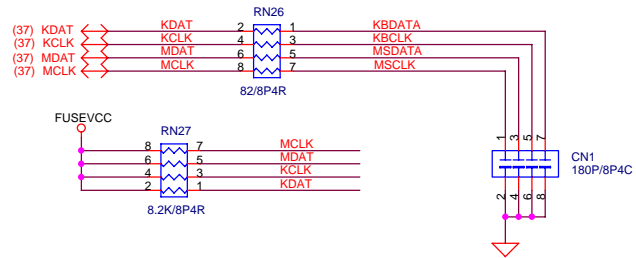 RN26
(37) KDAT KDAT 2 1 KBDATA
(37) KCLK KCLK 4 3 KBCLK
(37) MDAT MDAT 6 5 MSDATA
(37) MCLK MCLK 8 7 MSCLK
82/8P4R
FUSEVCC
RN27
8 7 MCLK
6 5 MDAT
4 3 KCLK
2 1 KDAT
8.2K/8P4R
1 3 5 7
CN1
180P/8P4C
2 4 6 8